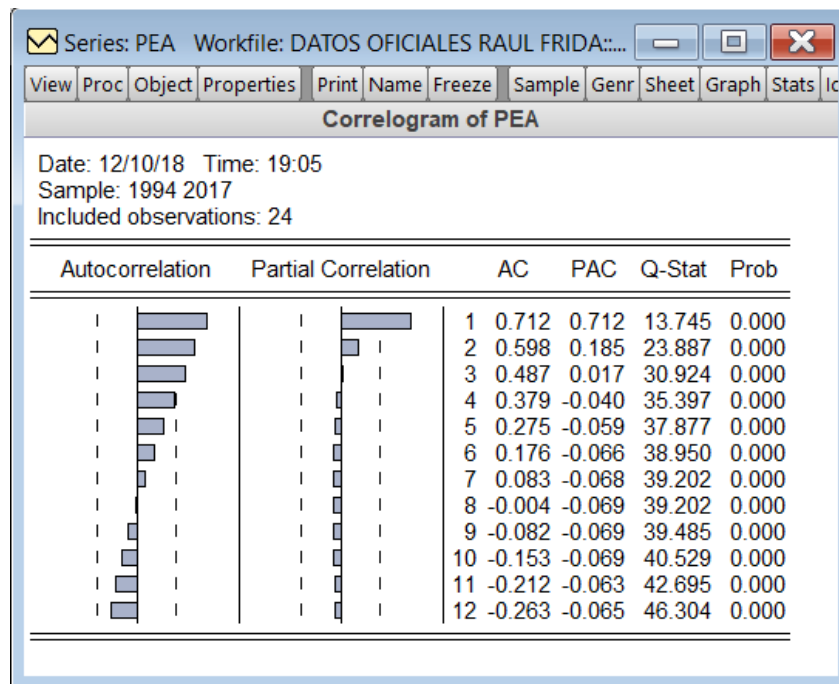 Series: PEA Workfile: DATOS OFICIALES RAUL FRIDA::...
View Proc Object Properties Print Name Freeze Sample Genr Sheet Graph Stats
Correlogram of PEA
Date: 12/10/18 Time: 19:05
Sample: 1994 2017
Included observations: 24
Autocorrelation Partial Correlation AC PAC Q-Stat Prob
1 0.712 0.712 13.745 0.000
2 0.598 0.185 23.887 0.000
3 0.487 0.017 30.924 0.000
4 0.379 -0.040 35.397 0.000
5 0.275 -0.059 37.877 0.000
6 0.176 -0.066 38.950 0.000
7 0.083 -0.068 39.202 0.000
8 -0.004 -0.069 39.202 0.000
9 -0.082 -0.069 39.485 0.000
10 -0.153 -0.069 40.529 0.000
11 -0.212 -0.063 42.695 0.000
12 -0.263 -0.065 46.304 0.000